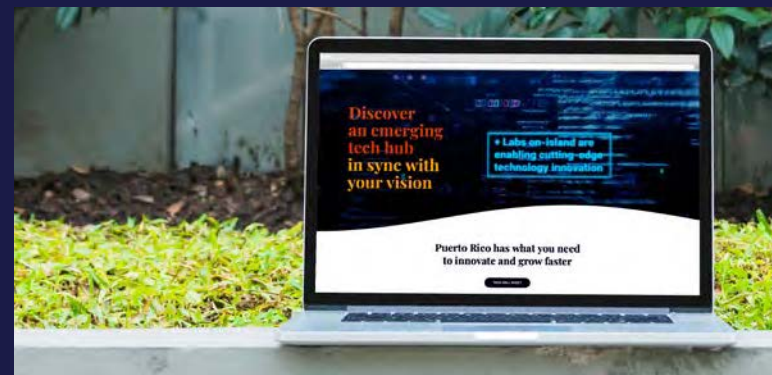 Discover
an emerging
tech hub
in sync with
your vision
+ Labs on-island are
enabling cutting-edge
technology innovation
Puerto Rico has what you need
to innovate and grow faster